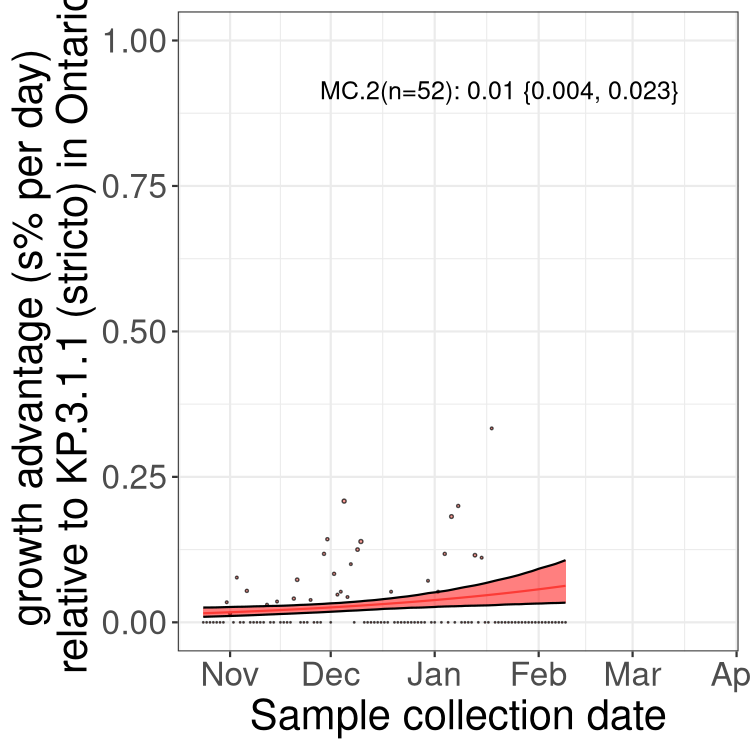 growth advantage (s% per day)
relative to KP.3.1.1 (stricto) in Ontario
1.00
0.75
0.50
0.25
0.00
MC.2(n=52): 0.01 {0.004, 0.023}
Nov Dec Jan Feb Mar Ap
Sample collection date